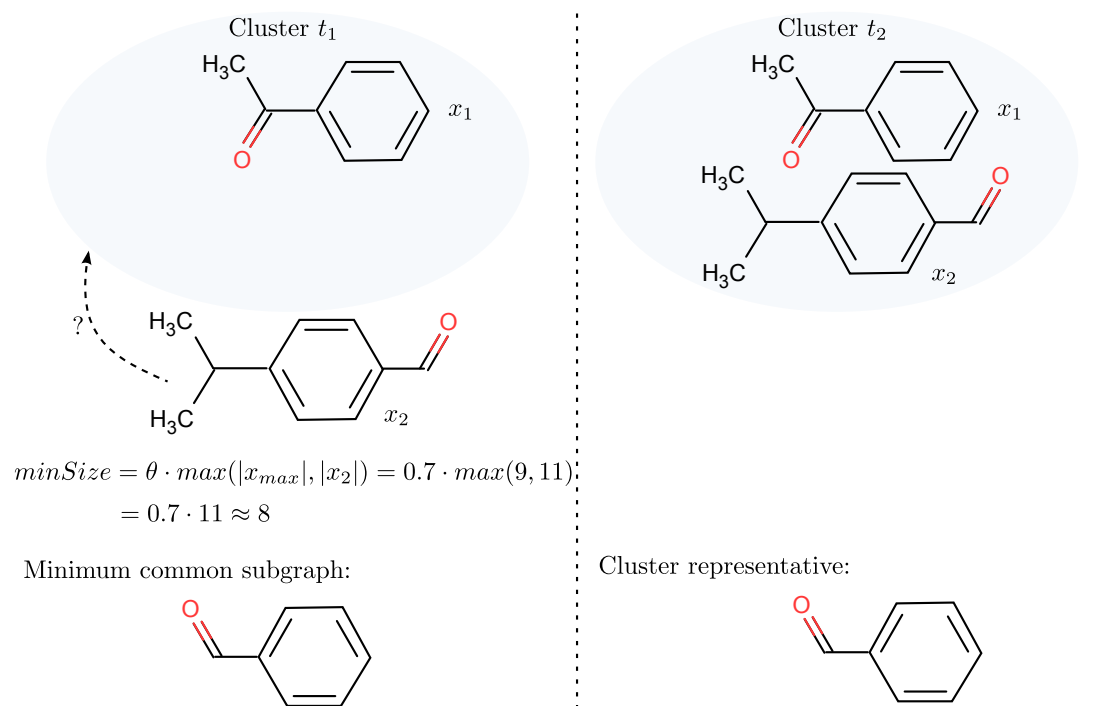 Cluster t₁
H₃C
O
x₁
?
H₃C
H₃C
O
x₂
minSize = θ · max(|xₘₐₓ|, |x₂|) = 0.7 · max(9, 11)
= 0.7 · 11 ≈ 8
Minimum common subgraph:
O
Cluster t₂
H₃C
O
x₁
H₃C
H₃C
O
x₂
Cluster representative:
O